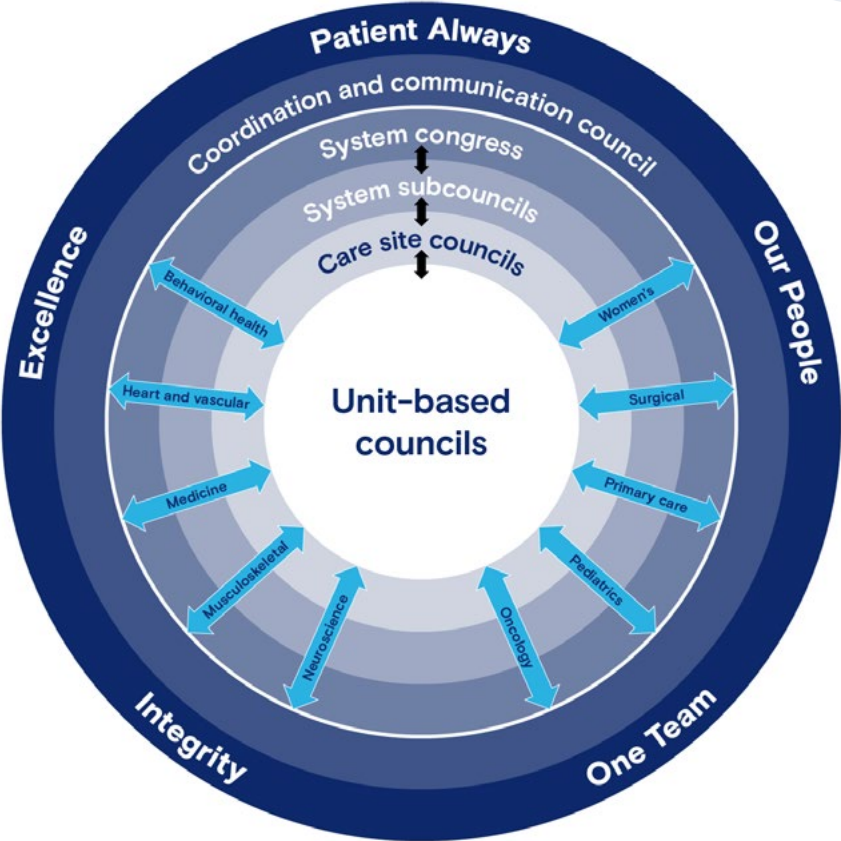 Patient Always
Coordination and communication council
System congress
System subcouncils
Care site councils
Excellence
Our People
Behavioral health
Women's
Heart and vascular
Surgical
Unit-based
councils
Medicine
Primary care
Musculoskeletal
Pediatrics
Neuroscience
Oncology
Integrity
One Team